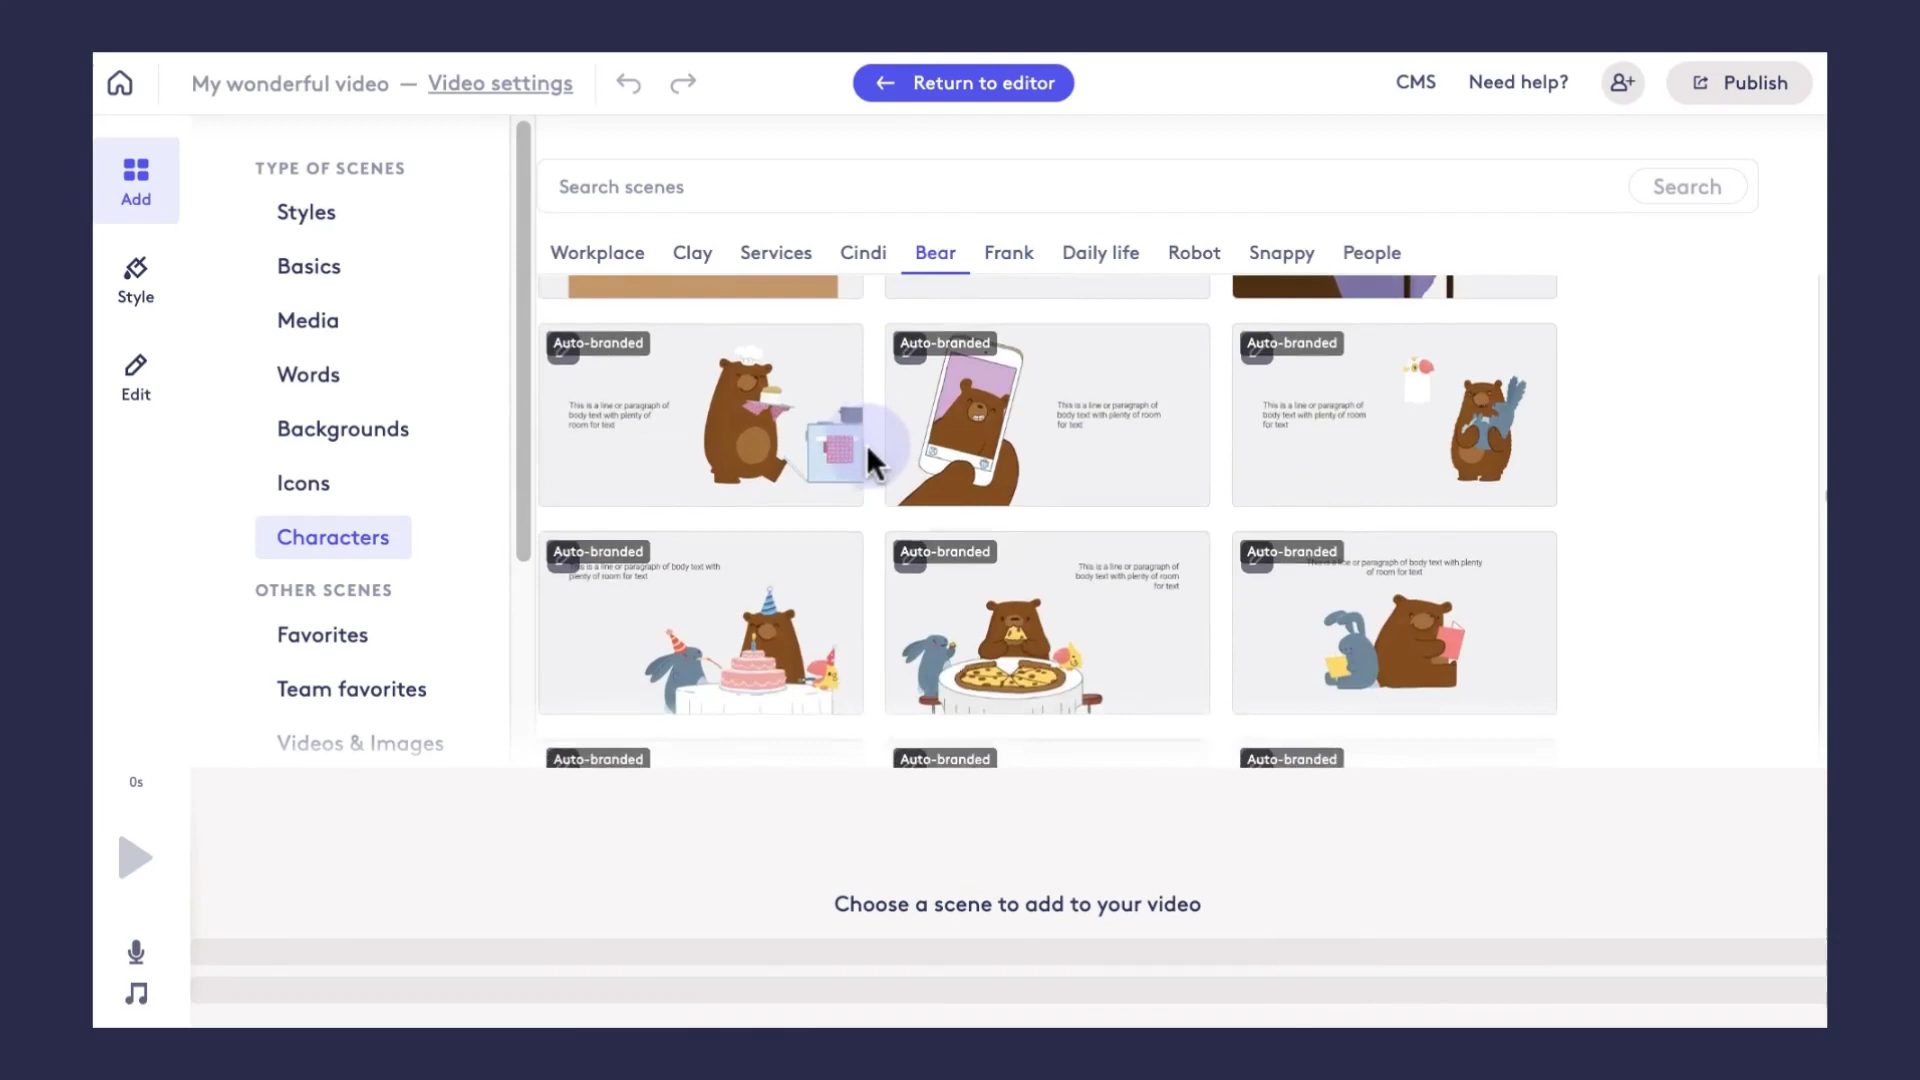 My wonderful video — Video settings
Return to editor
CMS
Need help?
Publish
Add
Style
Edit
TYPE OF SCENES
Styles
Basics
Media
Words
Backgrounds
Icons
Characters
OTHER SCENES
Favorites
Team favorites
Videos & Images
Search scenes
Search
Workplace
Clay
Services
Cindi
Bear
Frank
Daily life
Robot
Snappy
People
Auto-branded
This is a line or paragraph of
body text with plenty of
room for text
Auto-branded
This is a line or paragraph of
body text with plenty of room
for text
Auto-branded
This is a line or paragraph of
body text with plenty of room
for text
Auto-branded
This is a line or paragraph of body text with
plenty of room for text
Auto-branded
This is a line or paragraph of
body text with plenty of room
for text
Auto-branded
This is a line or paragraph of body text with plenty
of room for text
Auto-branded
Auto-branded
Auto-branded
0s
Choose a scene to add to your video